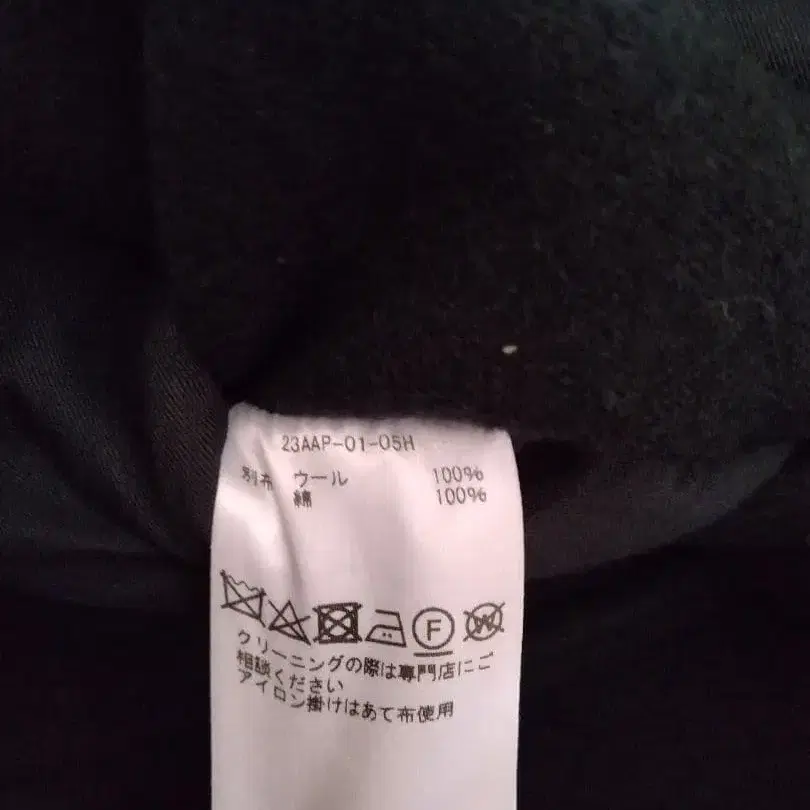 23AAP-01-05H
ウール 100%
別布 綿 100%
F W
クリーニングの際は専門店にご
相談ください
アイロン掛けはあて布使用